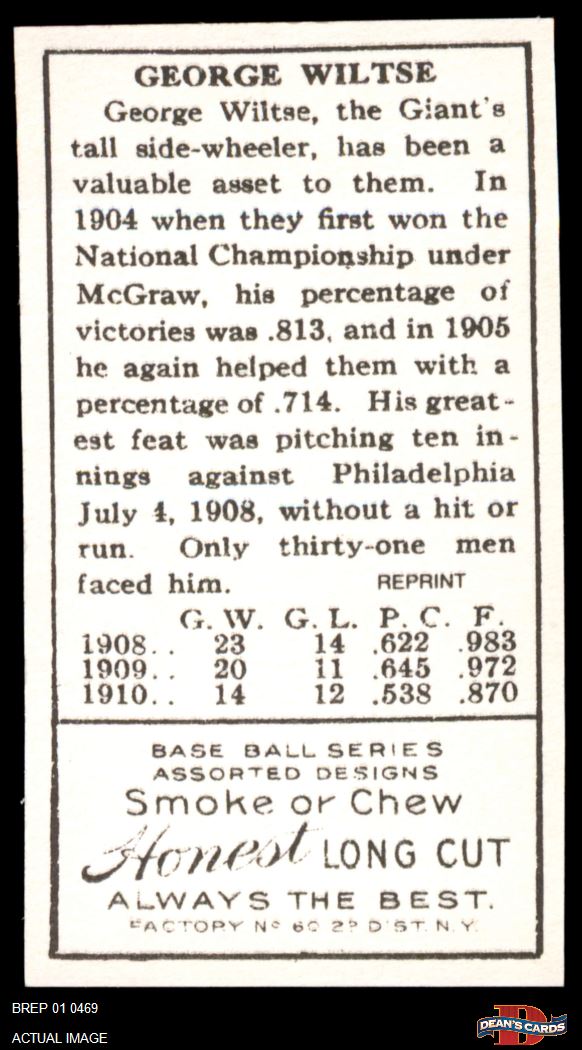 GEORGE WILTSE
George Wiltse, the Giant's
tall side-wheeler, has been a
valuable asset to them. In
1904 when they first won the
National Championship under
McGraw, his percentage of
victories was .813, and in 1905
he again helped them with a
percentage of .714. His great-
est feat was pitching ten in-
nings against Philadelphia
July 4, 1908, without a hit or
run. Only thirty-one men
faced him. REPRINT
G. W. G. L. P. C. F.
1908.. 23 14 .622 .983
1909.. 20 11 .645 .972
1910.. 14 12 .538 .870
BASE BALL SERIES
ASSORTED DESIGNS
Smoke or Chew
Honest LONG CUT
ALWAYS THE BEST.
FACTORY No 60 2D DIST. N.Y.
BREP 01 0469
ACTUAL IMAGE
D
DEAN'S CARDS